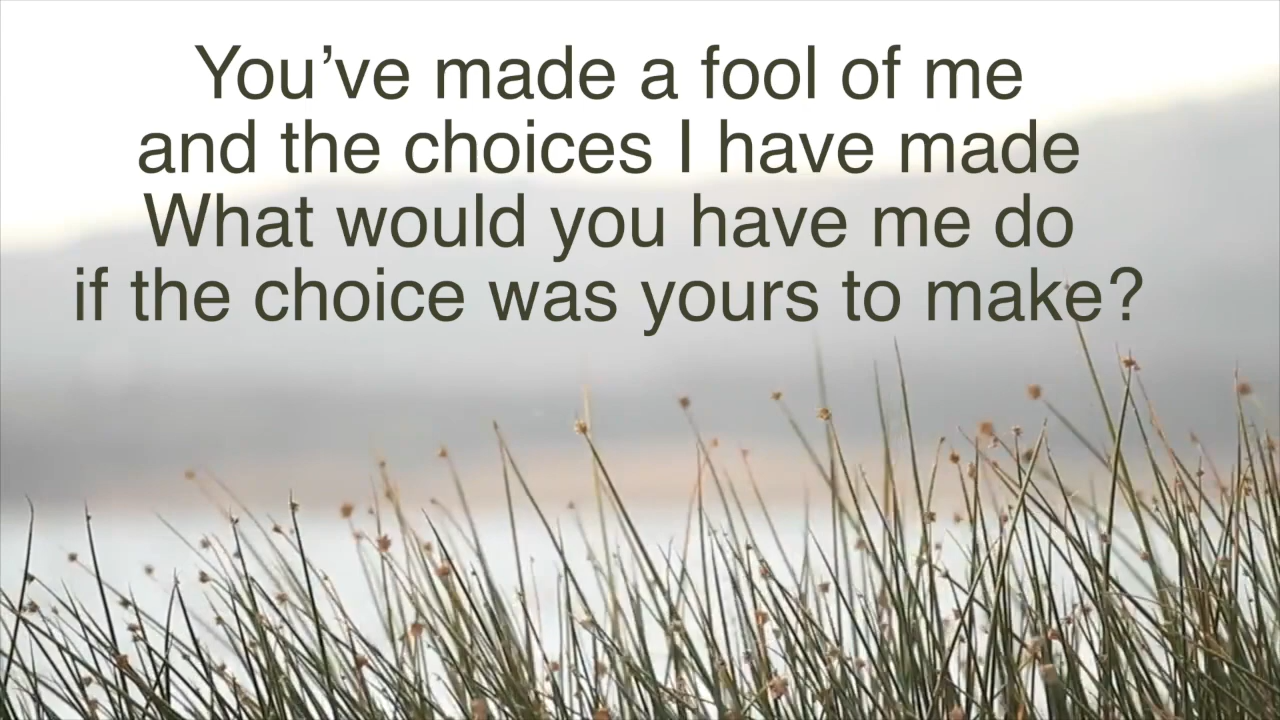 You’ve made a fool of me
and the choices I have made
What would you have me do
if the choice was yours to make?